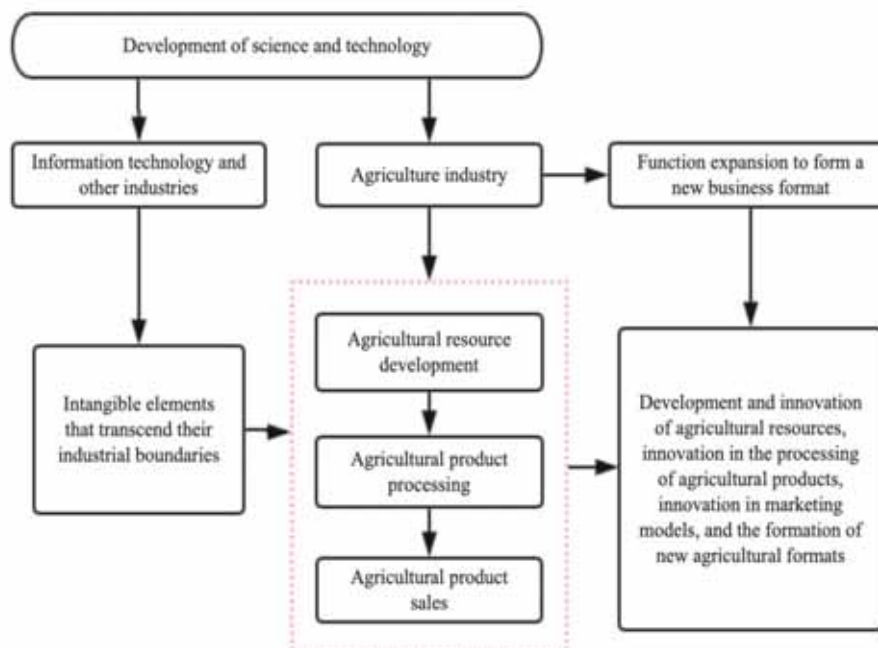 Development of science and technology
Information technology and
other industries
Agriculture industry
Function expansion to form a
new business format
Intangible elements
that transcend their
industrial boundaries
Agricultural resource
development
Agricultural product
processing
Agricultural product
sales
Development and innovation
of agricultural resources,
innovation in the processing
of agricultural products,
innovation in marketing
models, and the formation of
new agricultural formats